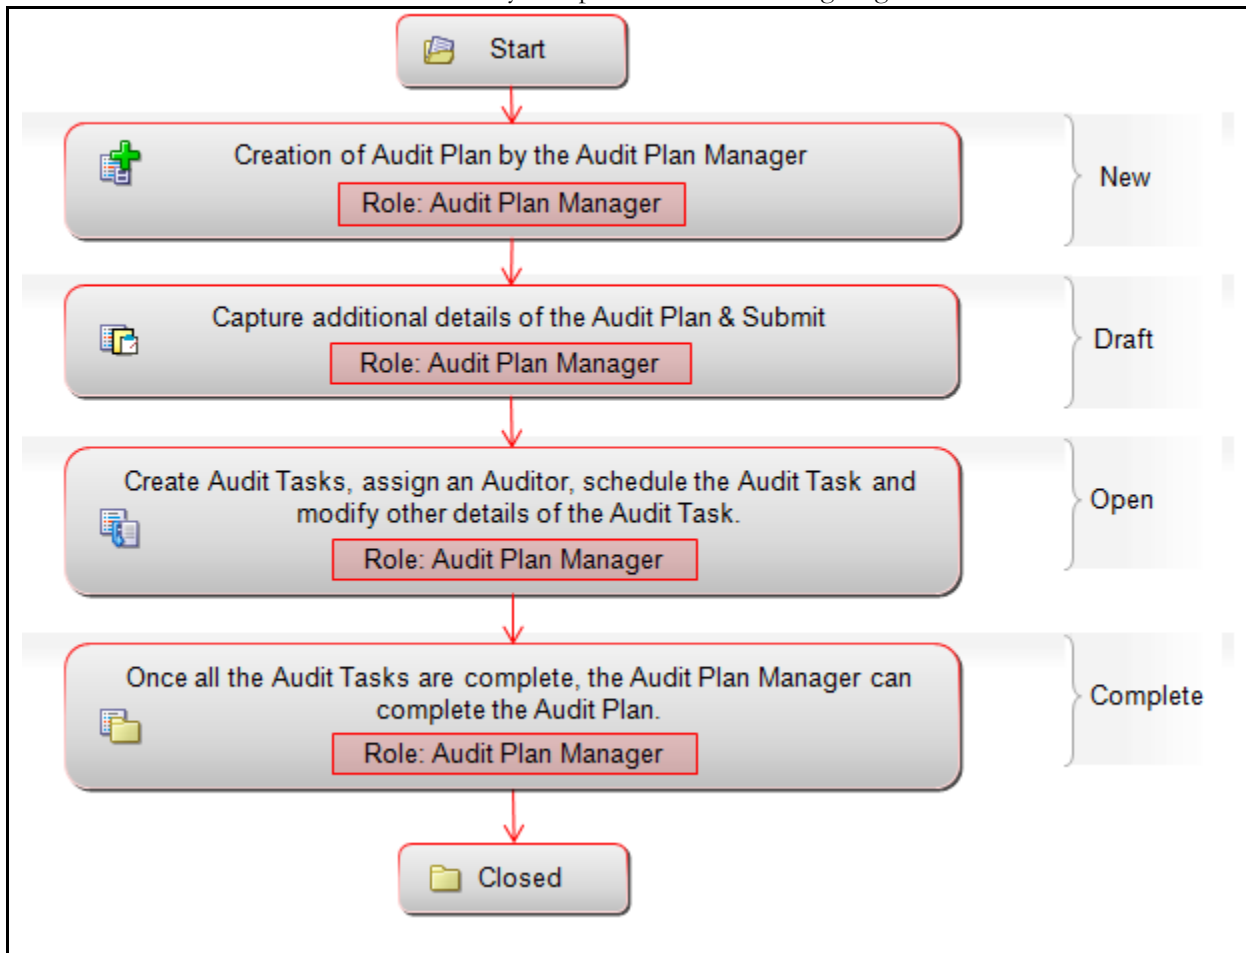 Start
Creation of Audit Plan by the Audit Plan Manager
Role: Audit Plan Manager
New
Capture additional details of the Audit Plan & Submit
Role: Audit Plan Manager
Draft
Create Audit Tasks, assign an Auditor, schedule the Audit Task and
modify other details of the Audit Task.
Role: Audit Plan Manager
Open
Once all the Audit Tasks are complete, the Audit Plan Manager can
complete the Audit Plan.
Role: Audit Plan Manager
Complete
Closed